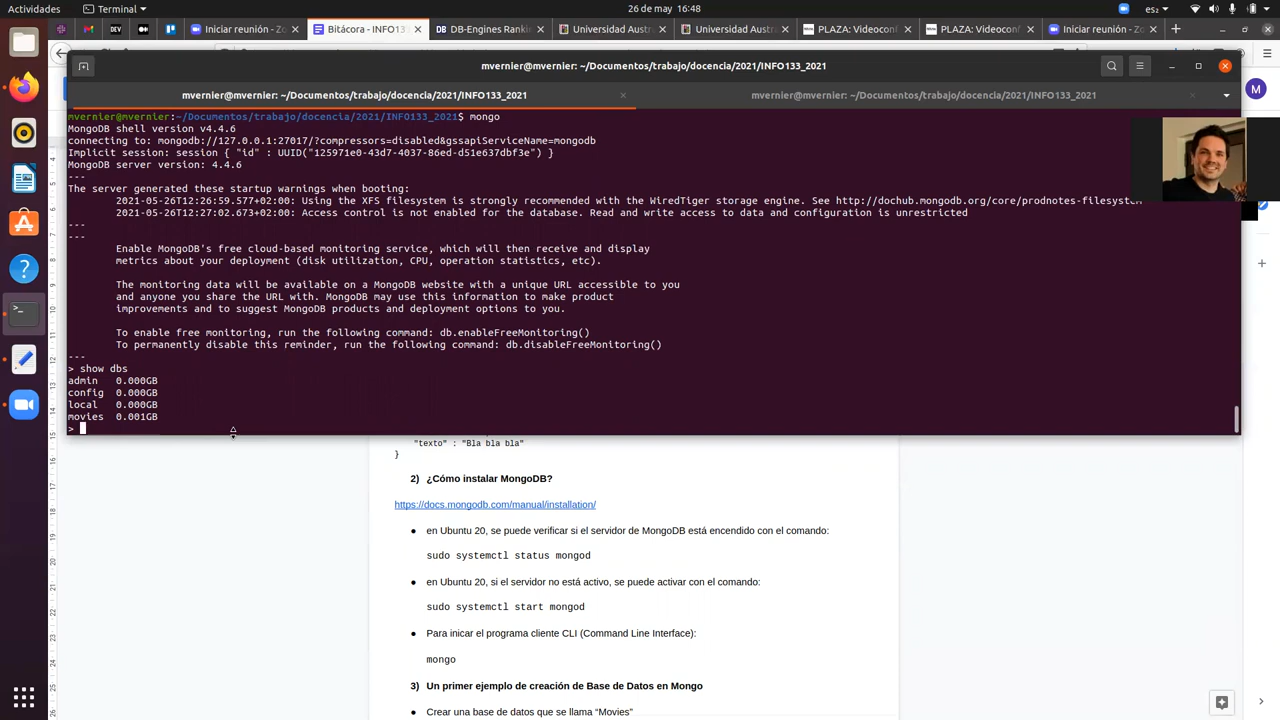 Actividades
Terminal
26 de may 16:48
es₂
Iniciar reunión - Zo
Bitácora - INFO133
DB-Engines Rankin
Universidad Austra
Universidad Austra
PLAZA: Videoconf
PLAZA: Videoconf
Iniciar reunión - Zo
mvernier@mvernier: ~/Documentos/trabajo/docencia/2021/INFO133_2021
mvernier@mvernier: ~/Documentos/trabajo/docencia/2021/INFO133_2021
mvernier@mvernier: ~/Documentos/trabajo/docencia/2021/INFO133_2021
M
mvernier@mvernier:~/Documentos/trabajo/docencia/2021/INFO133_2021$ mongo
MongoDB shell version v4.4.6
connecting to: mongodb://127.0.0.1:27017/?compressors=disabled&gssapiServiceName=mongodb
Implicit session: session { "id" : UUID("125971e0-43d7-4037-86ed-d51e637dbf3e") }
MongoDB server version: 4.4.6
---
The server generated these startup warnings when booting:
2021-05-26T12:26:59.577+02:00: Using the XFS filesystem is strongly recommended with the WiredTiger storage engine. See http://dochub.mongodb.org/core/prodnotes-filesystem
2021-05-26T12:27:02.673+02:00: Access control is not enabled for the database. Read and write access to data and configuration is unrestricted
---
---
Enable MongoDB's free cloud-based monitoring service, which will then receive and display
metrics about your deployment (disk utilization, CPU, operation statistics, etc).
The monitoring data will be available on a MongoDB website with a unique URL accessible to you
and anyone you share the URL with. MongoDB may use this information to make product
improvements and to suggest MongoDB products and deployment options to you.
To enable free monitoring, run the following command: db.enableFreeMonitoring()
To permanently disable this reminder, run the following command: db.disableFreeMonitoring()
---
> show dbs
admin 0.000GB
config 0.000GB
local 0.000GB
movies 0.001GB
>
"texto" : "Bla bla bla"
}
2) ¿Cómo instalar MongoDB?
https://docs.mongodb.com/manual/installation/
● en Ubuntu 20, se puede verificar si el servidor de MongoDB está encendido con el comando:
sudo systemctl status mongod
● en Ubuntu 20, si el servidor no está activo, se puede activar con el comando:
sudo systemctl start mongod
● Para inicar el programa cliente CLI (Command Line Interface):
mongo
3) Un primer ejemplo de creación de Base de Datos en Mongo
● Crear una base de datos que se llama “Movies”